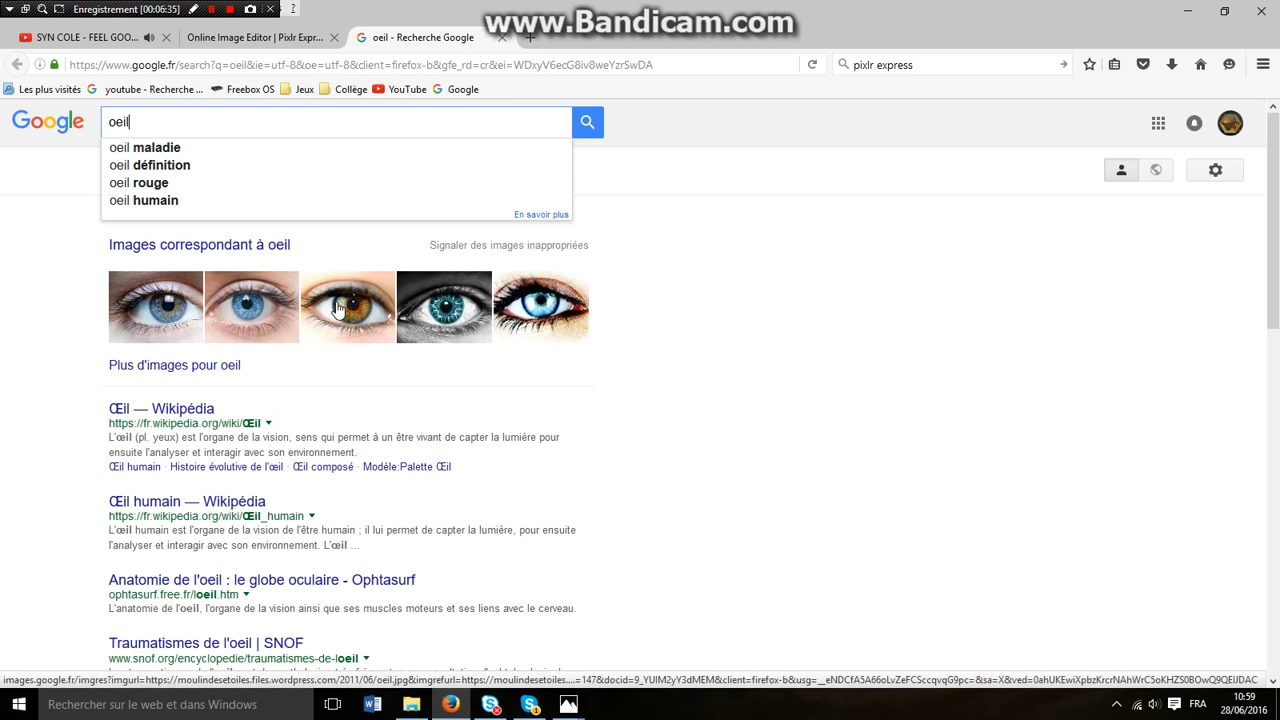 Enregistrement [00:06:35]
www.Bandicam.com
SYN COLE - FEEL GOO...
Online Image Editor | Pixlr Expr...
oeil - Recherche Google
https://www.google.fr/search?q=oeil&ie=utf-8&oe=utf-8&client=firefox-b&gfe_rd=cr&ei=WDxyV6ecG8iv8weYzrSwDA
pixlr express
Les plus visités
youtube - Recherche ...
Freebox OS
Jeux
Collège
YouTube
Google
Google
oeil
oeil maladie
oeil définition
oeil rouge
oeil humain
En savoir plus
Images correspondant à oeil
Signaler des images inappropriées
Plus d'images pour oeil
Œil — Wikipédia
https://fr.wikipedia.org/wiki/Œil
L'œil (pl. yeux) est l'organe de la vision, sens qui permet à un être vivant de capter la lumière pour
ensuite l'analyser et interagir avec son environnement.
Œil humain · Histoire évolutive de l'œil · Œil composé · Modèle:Palette Œil
Œil humain — Wikipédia
https://fr.wikipedia.org/wiki/Œil_humain
L'œil humain est l'organe de la vision de l'être humain ; il lui permet de capter la lumière, pour ensuite
l'analyser et interagir avec son environnement. L'œil ...
Anatomie de l'oeil : le globe oculaire - Ophtasurf
ophtasurf.free.fr/loeil.htm
L'anatomie de l'oeil, l'organe de la vision ainsi que ses muscles moteurs et ses liens avec le cerveau.
Traumatismes de l'oeil | SNOF
www.snof.org/encyclopedie/traumatismes-de-loeil
Rechercher sur le web et dans Windows
FRA
10:59
28/06/2016